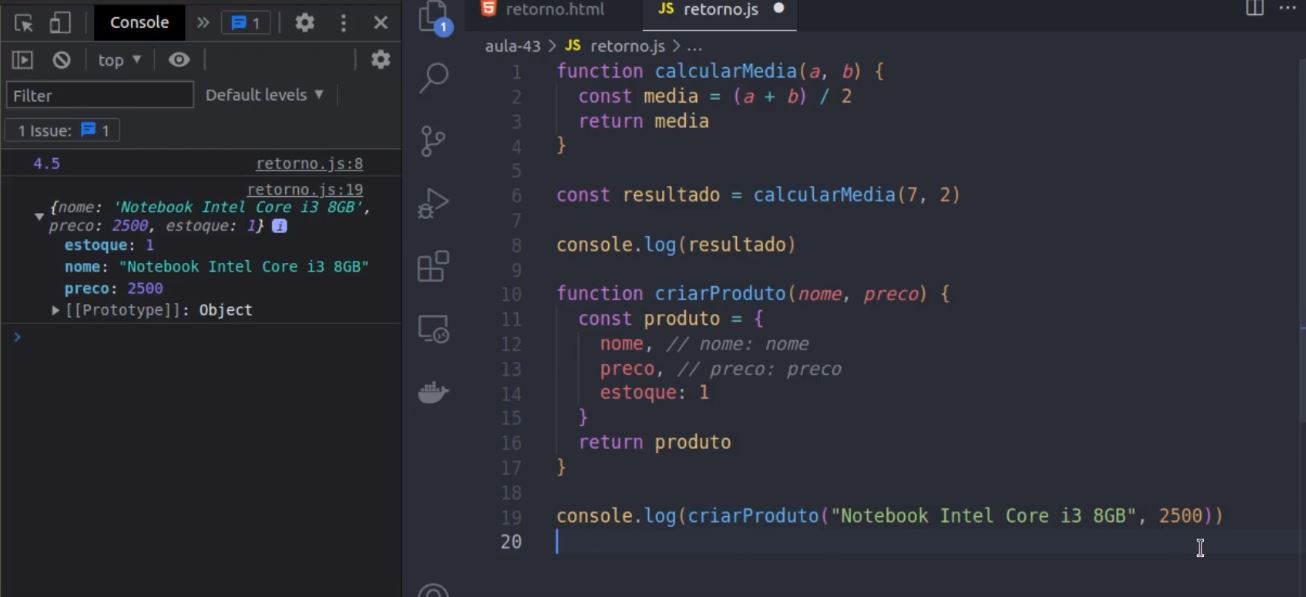 Console
1
top
Filter
Default levels
1 Issue:
1
4.5 retorno.js:8
retorno.js:19
{nome: 'Notebook Intel Core i3 8GB',
preco: 2500, estoque: 1} i
estoque: 1
nome: "Notebook Intel Core i3 8GB"
preco: 2500
[[Prototype]]: Object
1
retorno.html
JS retorno.js
aula-43 > JS retorno.js > ...
1 function calcularMedia(a, b) {
2 const media = (a + b) / 2
3 return media
4 }
5
6 const resultado = calcularMedia(7, 2)
7
8 console.log(resultado)
9
10 function criarProduto(nome, preco) {
11 const produto = {
12 nome, // nome: nome
13 preco, // preco: preco
14 estoque: 1
15 }
16 return produto
17 }
18
19 console.log(criarProduto("Notebook Intel Core i3 8GB", 2500))
20